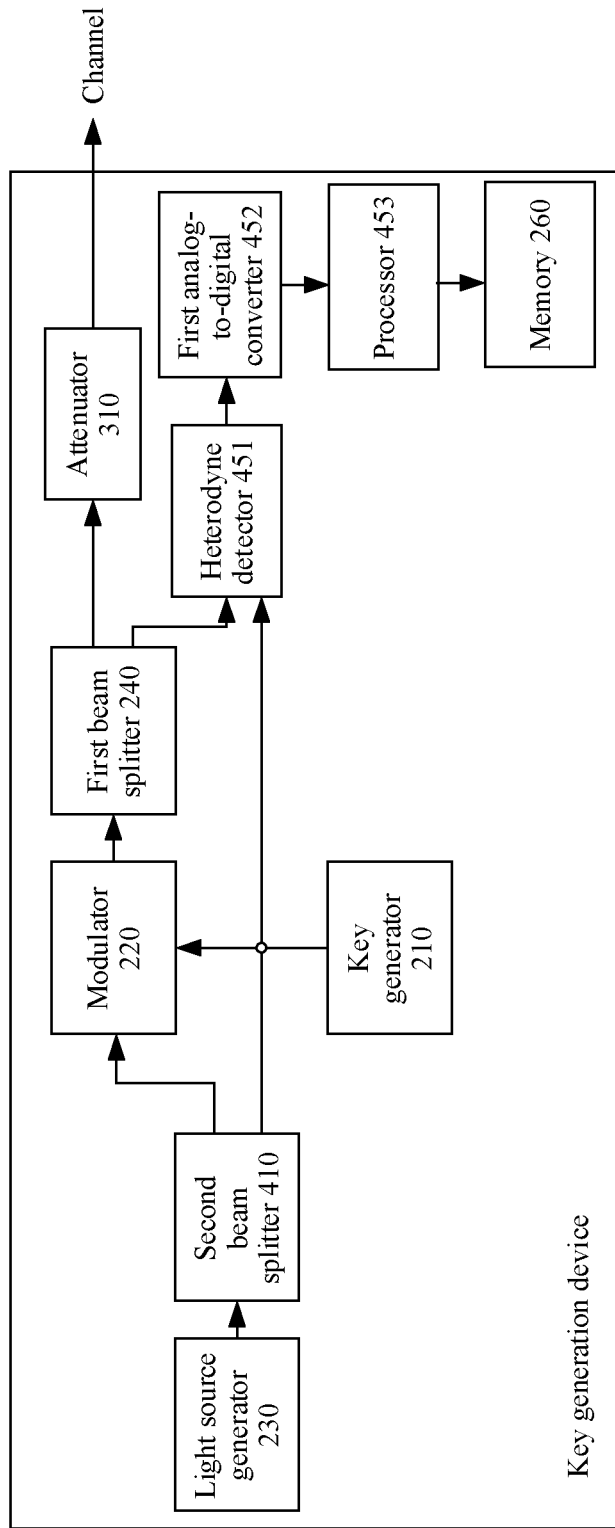 Channel
Attenuator
310
First beam
splitter 240
Modulator
220
Second
beam
splitter 410
Light source
generator
230
Key
generator
210
Heterodyne
detector 451
First analog-
to-digital
converter 452
Processor 453
Memory 260
Key generation device